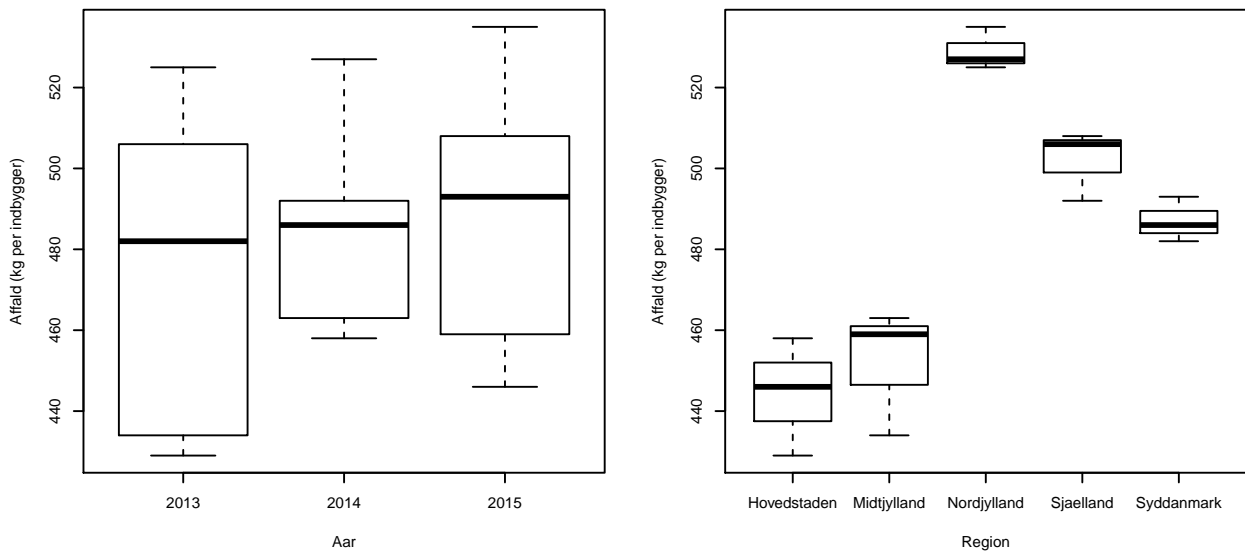 520
500
480
460
440
Affald (kg per indbygger)
2013 2014 2015
Aar
520
500
480
460
440
Affald (kg per indbygger)
Hovedstaden Midtjylland Nordjylland Sjaelland Syddanmark
Region